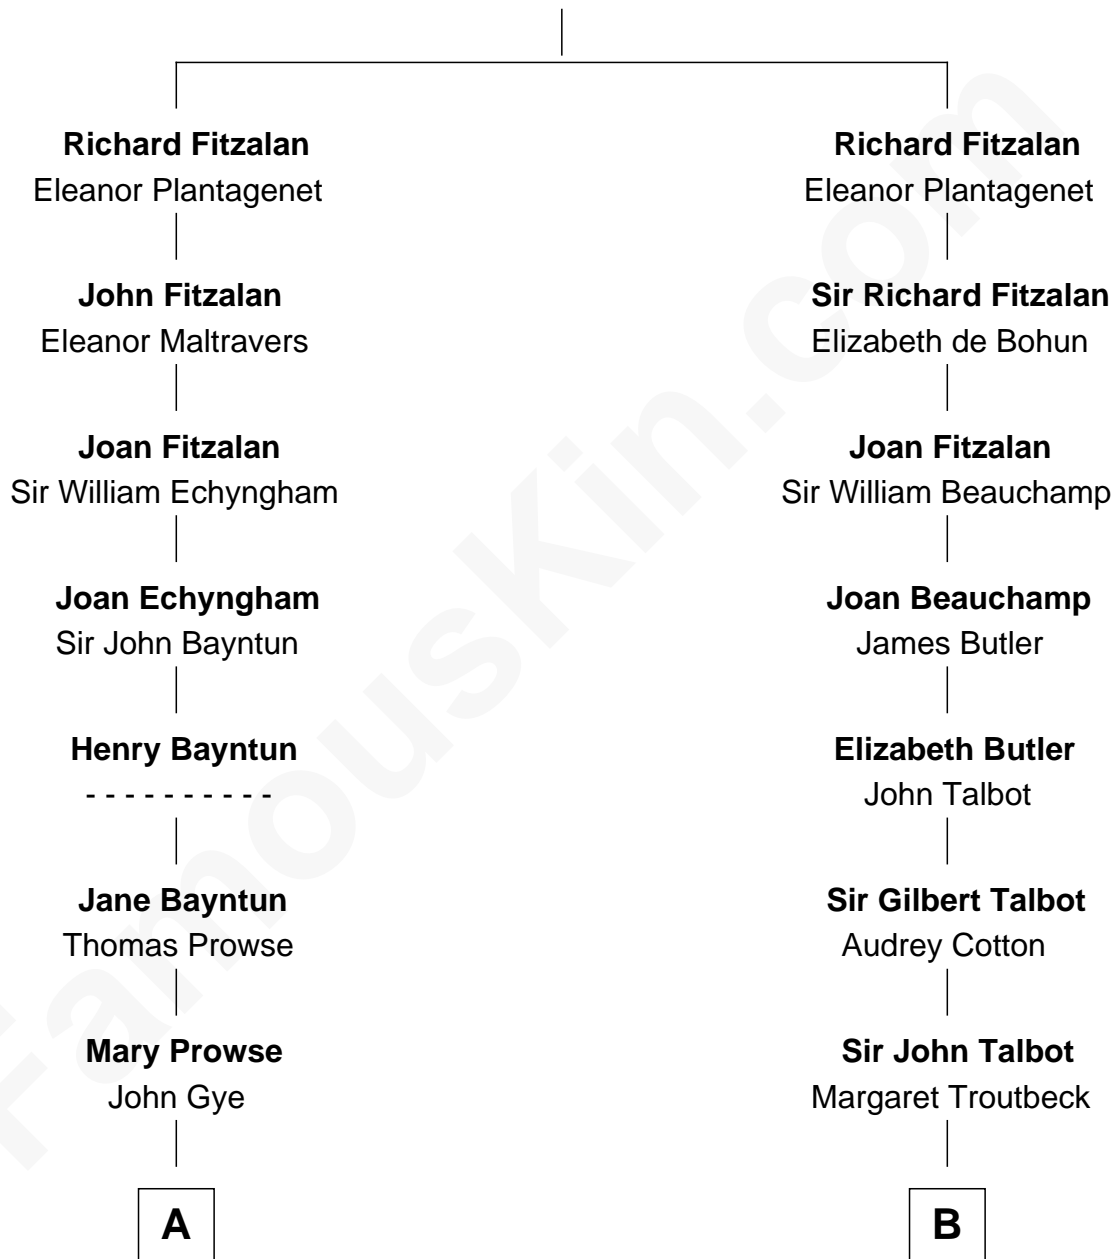 Richard Fitzalan
Eleanor Plantagenet
John Fitzalan
Eleanor Maltravers
Joan Fitzalan
Sir William Echyngham
Joan Echyngham
Sir John Bayntun
Henry Bayntun
- - - - - - - - - -
Jane Bayntun
Thomas Prowse
Mary Prowse
John Gye
A
Richard Fitzalan
Eleanor Plantagenet
Sir Richard Fitzalan
Elizabeth de Bohun
Joan Fitzalan
Sir William Beauchamp
Joan Beauchamp
James Butler
Elizabeth Butler
John Talbot
Sir Gilbert Talbot
Audrey Cotton
Sir John Talbot
Margaret Troutbeck
B
FamousKin.com